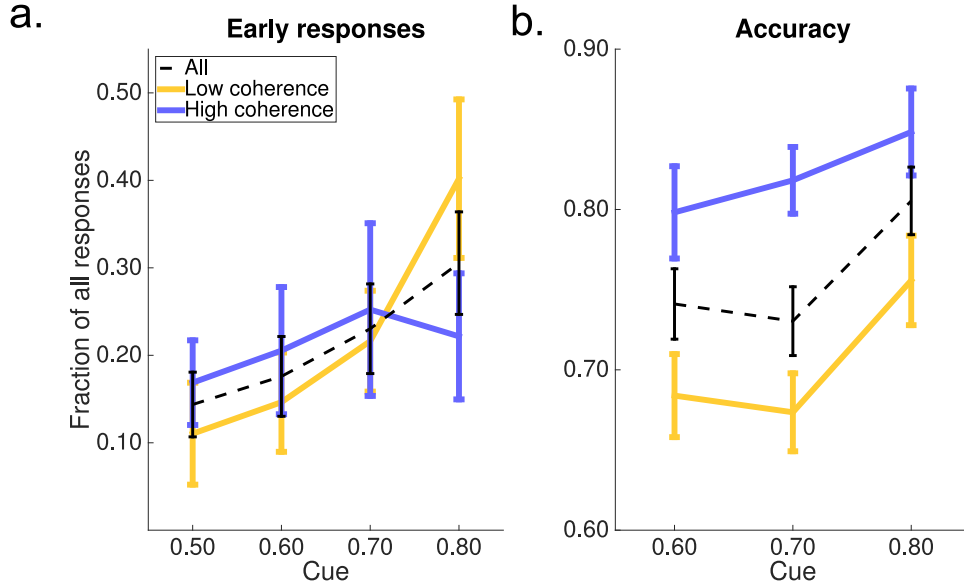 a.
Early responses
All
Low coherence
High coherence
Fraction of all responses
0.50
0.40
0.30
0.20
0.10
0.50 0.60 0.70 0.80
Cue
b.
Accuracy
0.90
0.80
0.70
0.60
0.60 0.70 0.80
Cue